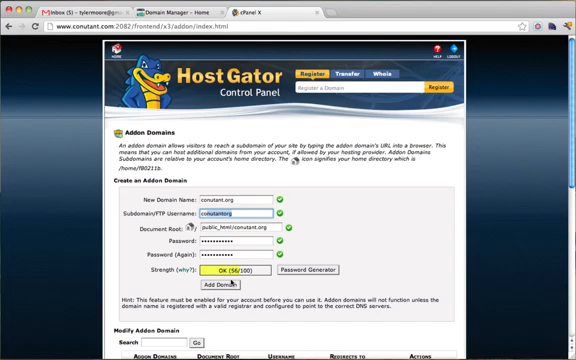 Inbox (5) – tylermoore@gma
Domain Manager – Home
cPanel X
www.conutant.com:2082/frontend/x3/addon/index.html
HOME
HELP
LOGOUT
HostGator
Control Panel
Register
Transfer
Whois
Register a Domain
Register
Addon Domains
An addon domain allows visitors to reach a subdomain of your site by typing the addon domain's URL into a browser. This
means that you can host additional domains from your account, if allowed by your hosting provider. Addon Domains
Subdomains are relative to your account's home directory. The icon signifies your home directory which is
/home/f80211b.
Create an Addon Domain
New Domain Name: conutant.org
Subdomain/FTP Username: conutantorg
Document Root: / public_html/conutant.org
Password: •••••••••••
Password (Again): •••••••••••
Strength (why?): OK (56/100) Password Generator
Add Domain
Hint: This feature must be enabled for your account before you can use it. Addon domains will not function unless the
domain name is registered with a valid registrar and configured to point to the correct DNS servers.
Modify Addon Domain
Search Go
ADDON DOMAINS DOCUMENT ROOT USERNAME REDIRECTS TO ACTIONS